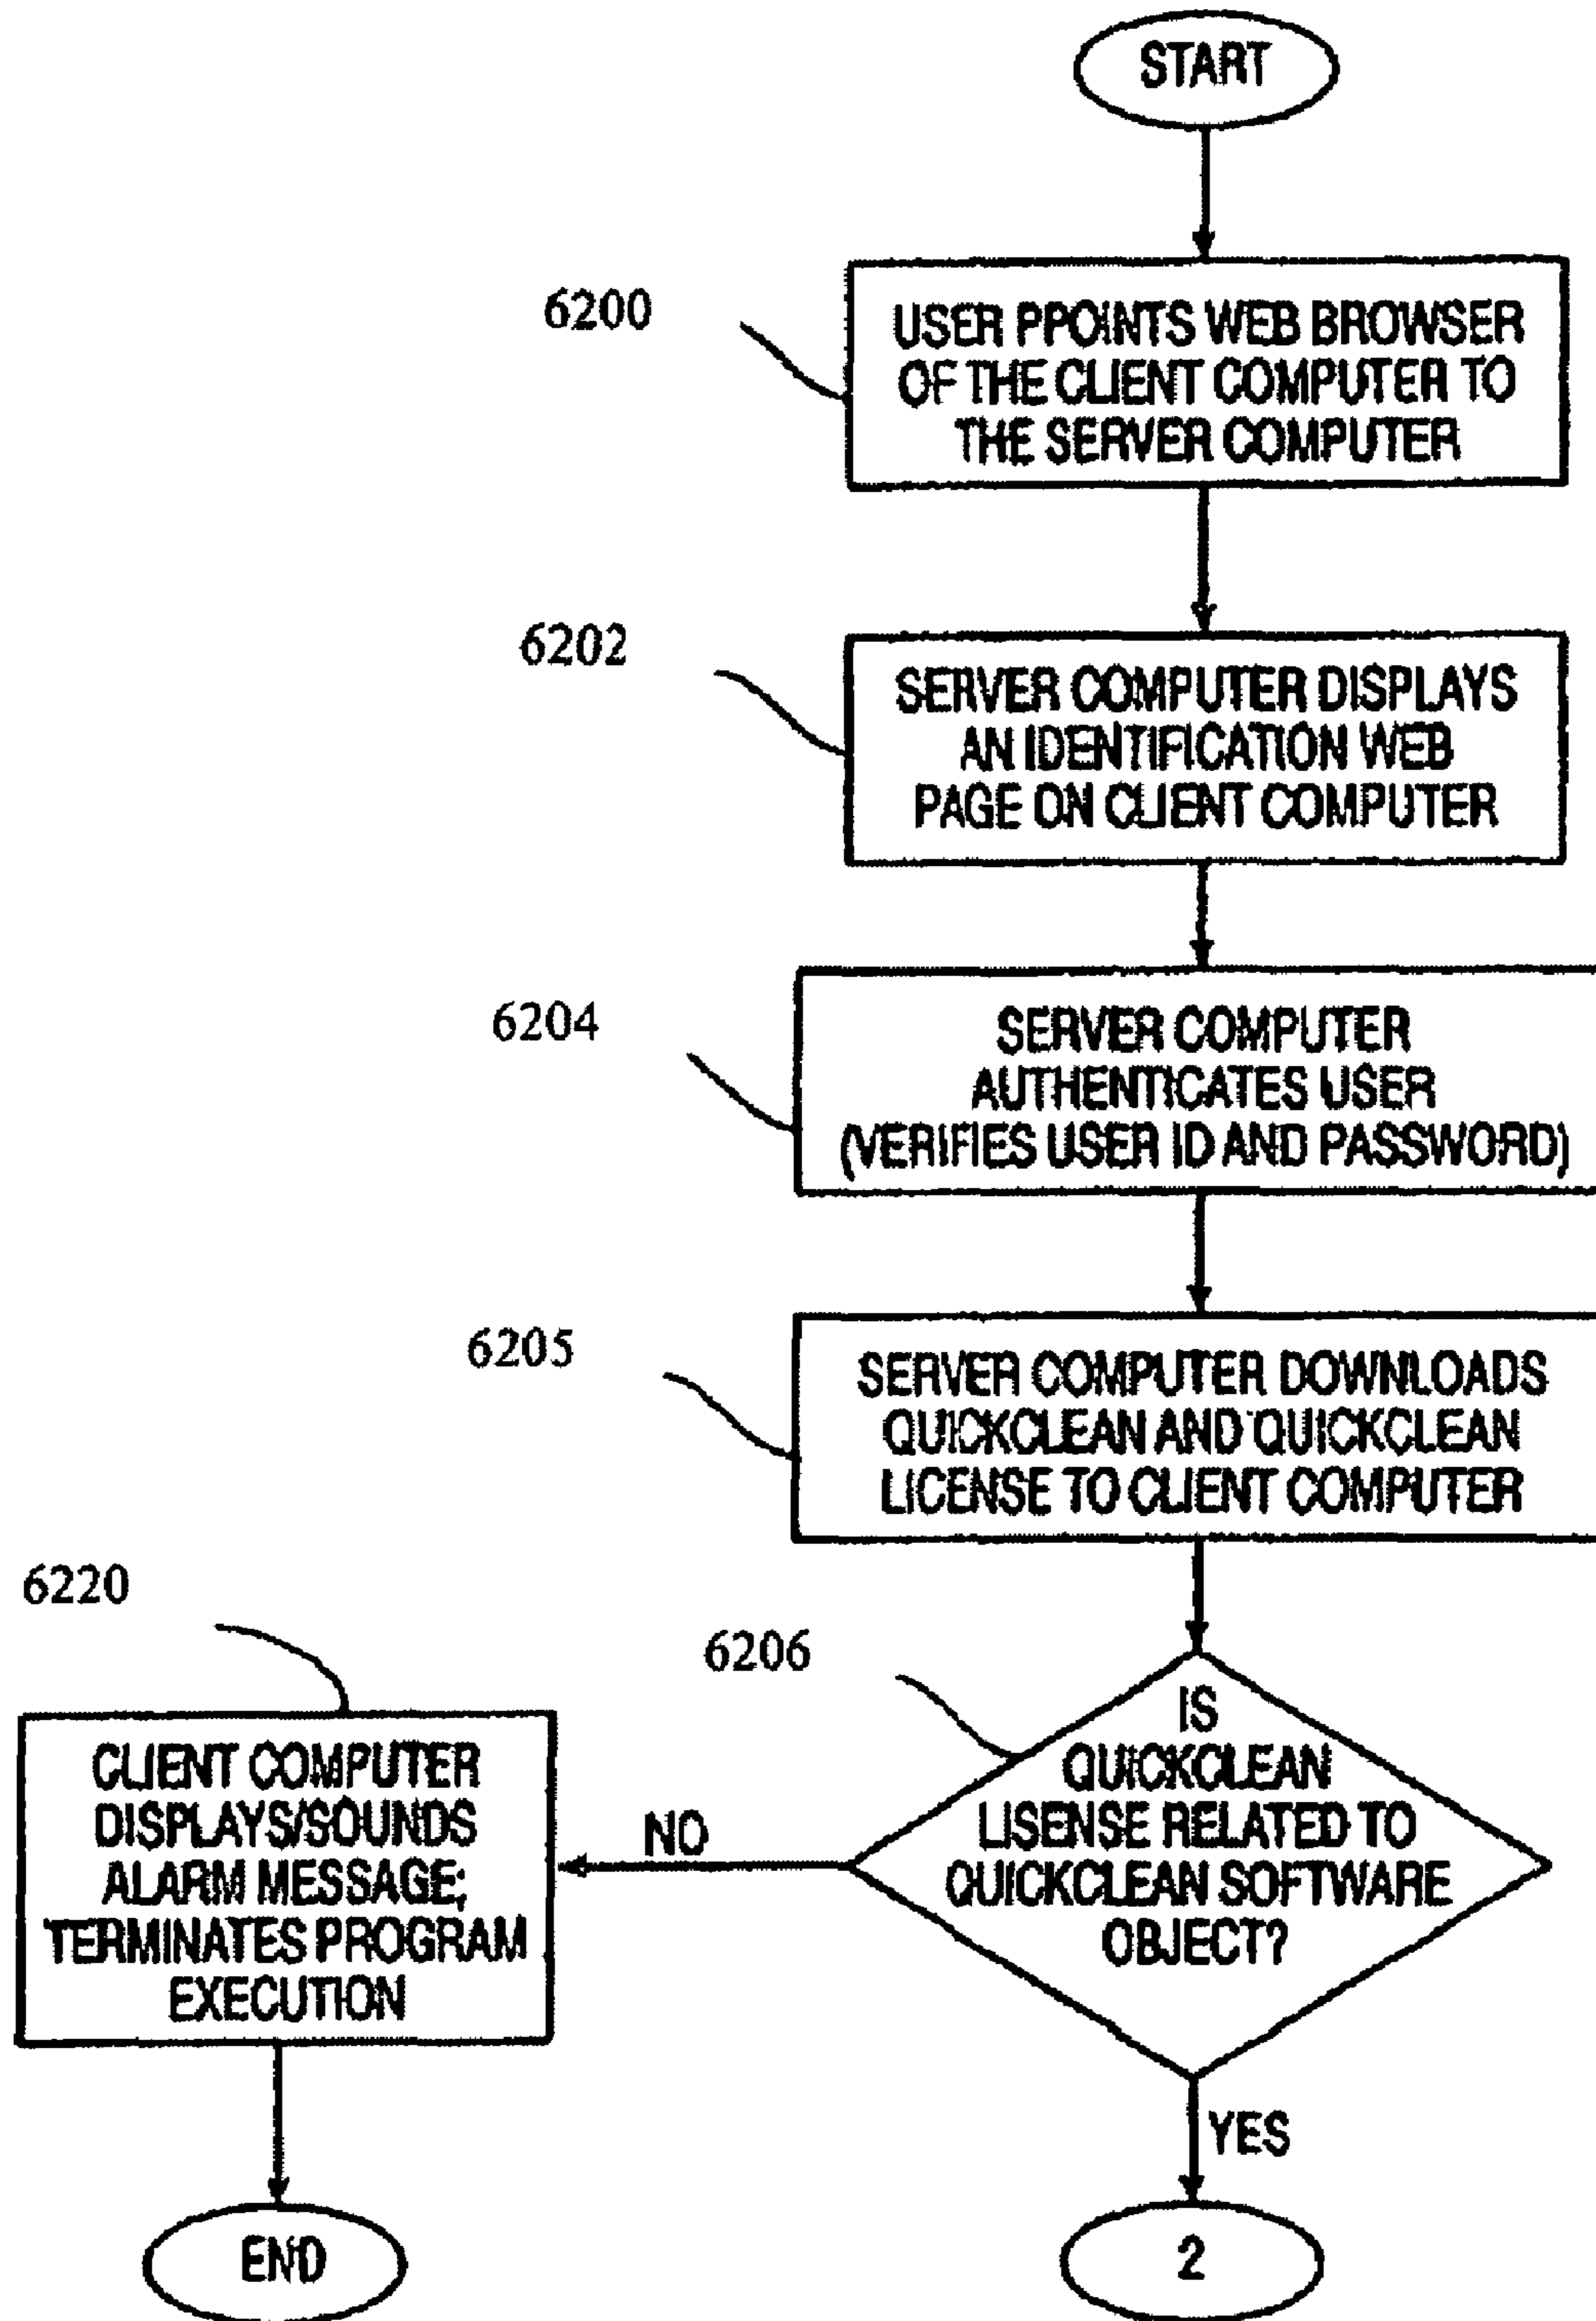 START
6200
USER PPOINTS WEB BROWSER
OF THE CLIENT COMPUTER TO
THE SERVER COMPUTER
6202
SERVER COMPUTER DISPLAYS
AN IDENTIFICATION WEB
PAGE ON CLIENT COMPUTER
6204
SERVER COMPUTER
AUTHENTICATES USER
(VERIFIES USER ID AND PASSWORD)
6205
SERVER COMPUTER DOWNLOADS
QUICKCLEAN AND QUICKCLEAN
LICENSE TO CLIENT COMPUTER
6206
IS
QUICKCLEAN
LISENSE RELATED TO
QUICKCLEAN SOFTWARE
OBJECT?
NO
6220
CLIENT COMPUTER
DISPLAYS/SOUNDS
ALARM MESSAGE;
TERMINATES PROGRAM
EXECUTION
END
YES
2